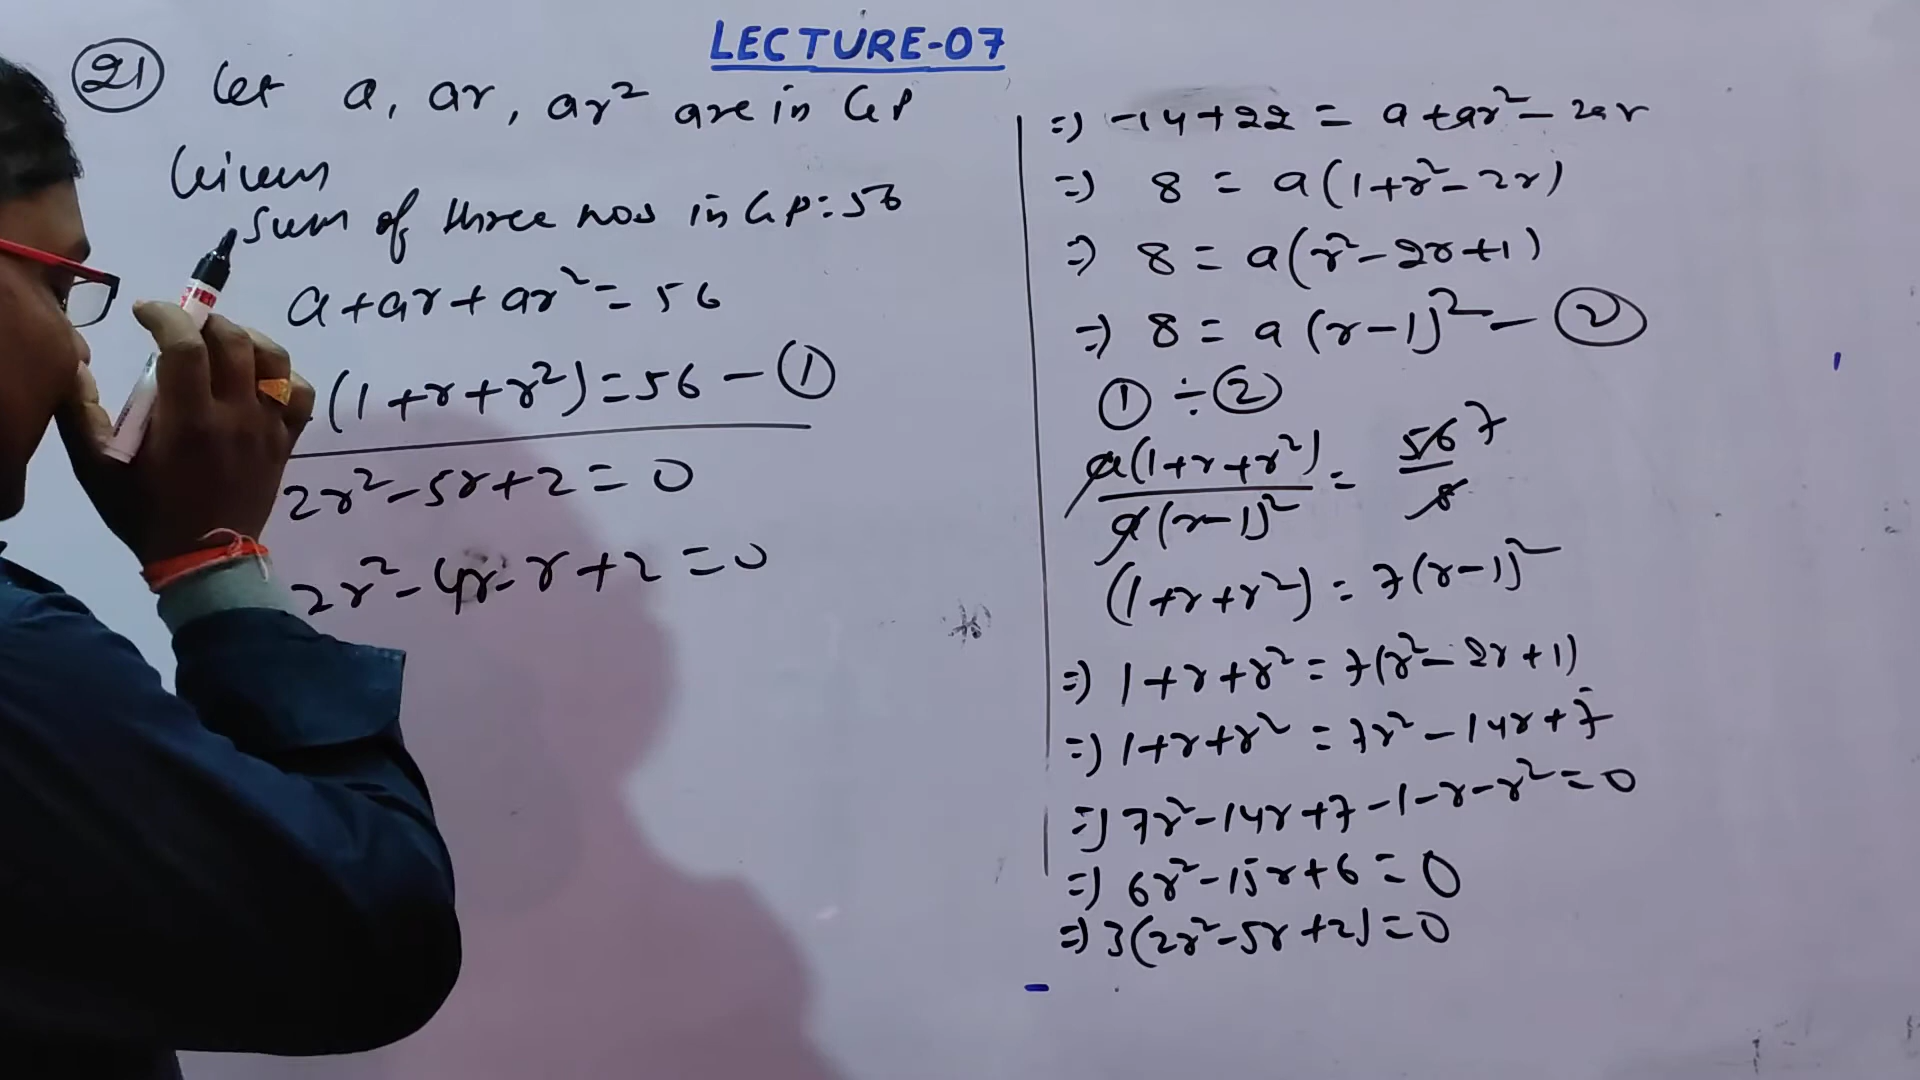 LECTURE-07
(21) Let a, ar, ar² are in GP
Given
Sum of three nos in GP=56
a+ar+ar²=56
(1+r+r²)=56 - (1)
2r²-5r+2=0
2r²-4r-r+2=0
=) -14+22 = a+ar²-2ar
=) 8 = a(1+r²-2r)
=) 8 = a(r²-2r+1)
=) 8 = a(r-1)² - (2)
(1) ÷ (2)
a(1+r+r²)/a(r-1)² = 56/8 7
(1+r+r²) = 7(r-1)²
=) 1+r+r² = 7(r²-2r+1)
=) 1+r+r² = 7r²-14r+7
=) 7r²-14r+7-1-r-r²=0
=) 6r²-15r+6=0
=) 3(2r²-5r+2)=0